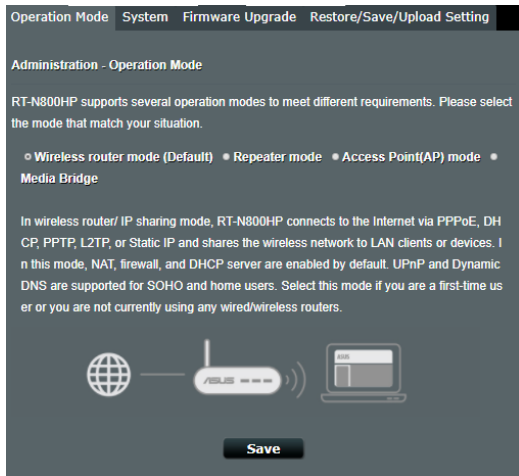 Operation Mode System Firmware Upgrade Restore/Save/Upload Setting
Administration - Operation Mode
RT-N800HP supports several operation modes to meet different requirements. Please select
the mode that match your situation.
Wireless router mode (Default) Repeater mode Access Point(AP) mode
Media Bridge
In wireless router/ IP sharing mode, RT-N800HP connects to the Internet via PPPoE, DH
CP, PPTP, L2TP, or Static IP and shares the wireless network to LAN clients or devices. I
n this mode, NAT, firewall, and DHCP server are enabled by default. UPnP and Dynamic
DNS are supported for SOHO and home users. Select this mode if you are a first-time us
er or you are not currently using any wired/wireless routers.
ASUS
ASUS
Save